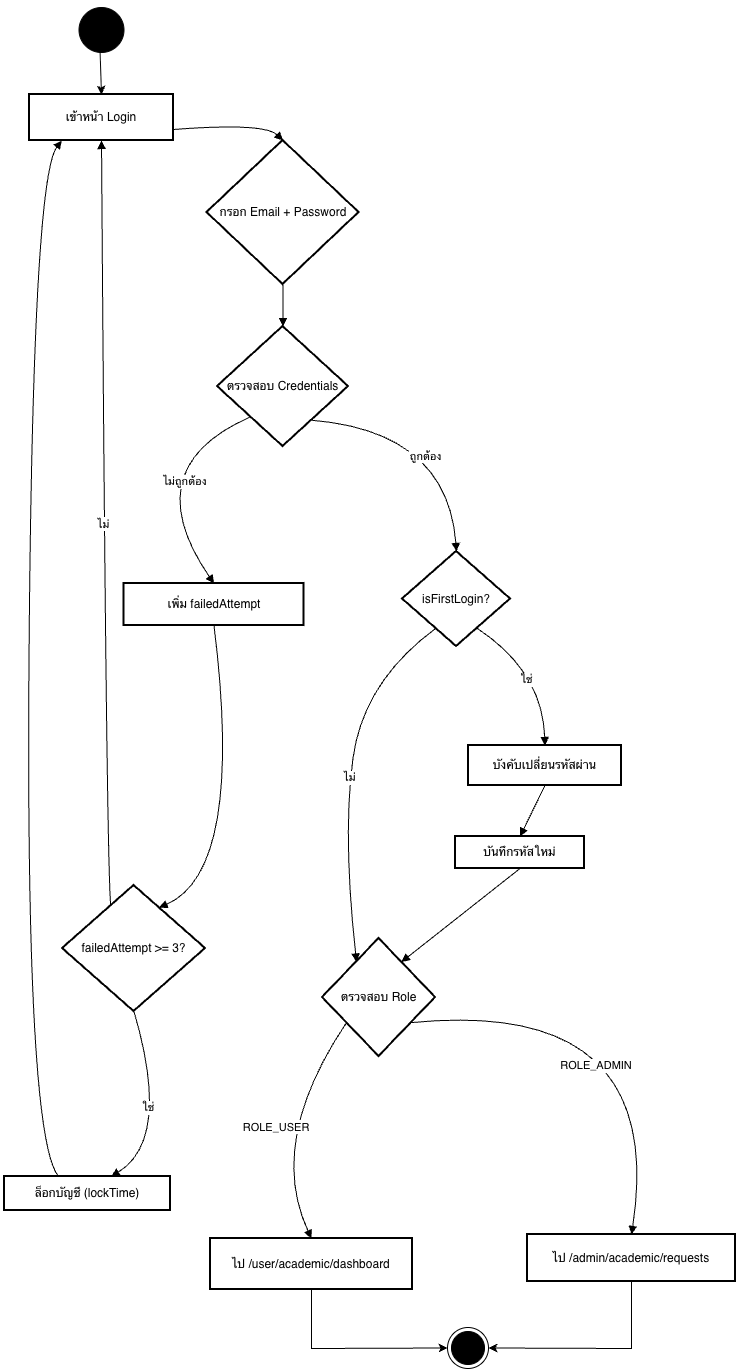 เข้าหน้า Login
กรอก Email + Password
ตรวจสอบ Credentials
ถูกต้อง
ไม่ถูกต้อง
ไม่
เพิ่ม failedAttempt
isFirstLogin?
ใช่
บังคับเปลี่ยนรหัสผ่าน
ไม่
บันทึกรหัสใหม่
failedAttempt >= 3?
ตรวจสอบ Role
ROLE_ADMIN
ใช่
ROLE_USER
ล็อกบัญชี (lockTime)
ไป /user/academic/dashboard
ไป /admin/academic/requests